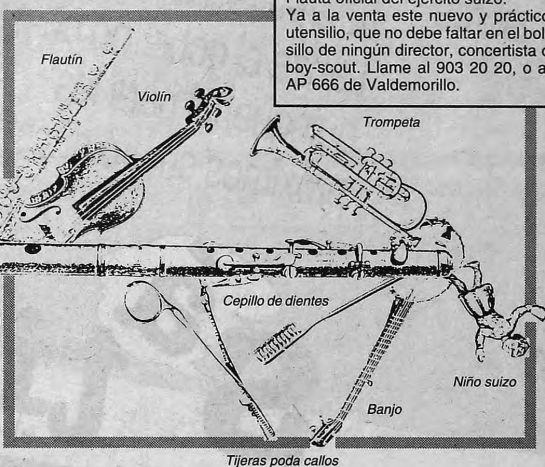 Flauta oficial del ejército suizo.
Ya a la venta este nuevo y práctico
utensilio, que no debe faltar en el bol-
sillo de ningún director, concertista o
boy-scout. Llame al 903 20 20, o al
AP 666 de Valdemorillo.
Flautín
Violín
Trompeta
Cepillo de dientes
Niño suizo
Banjo
Tijeras poda callos